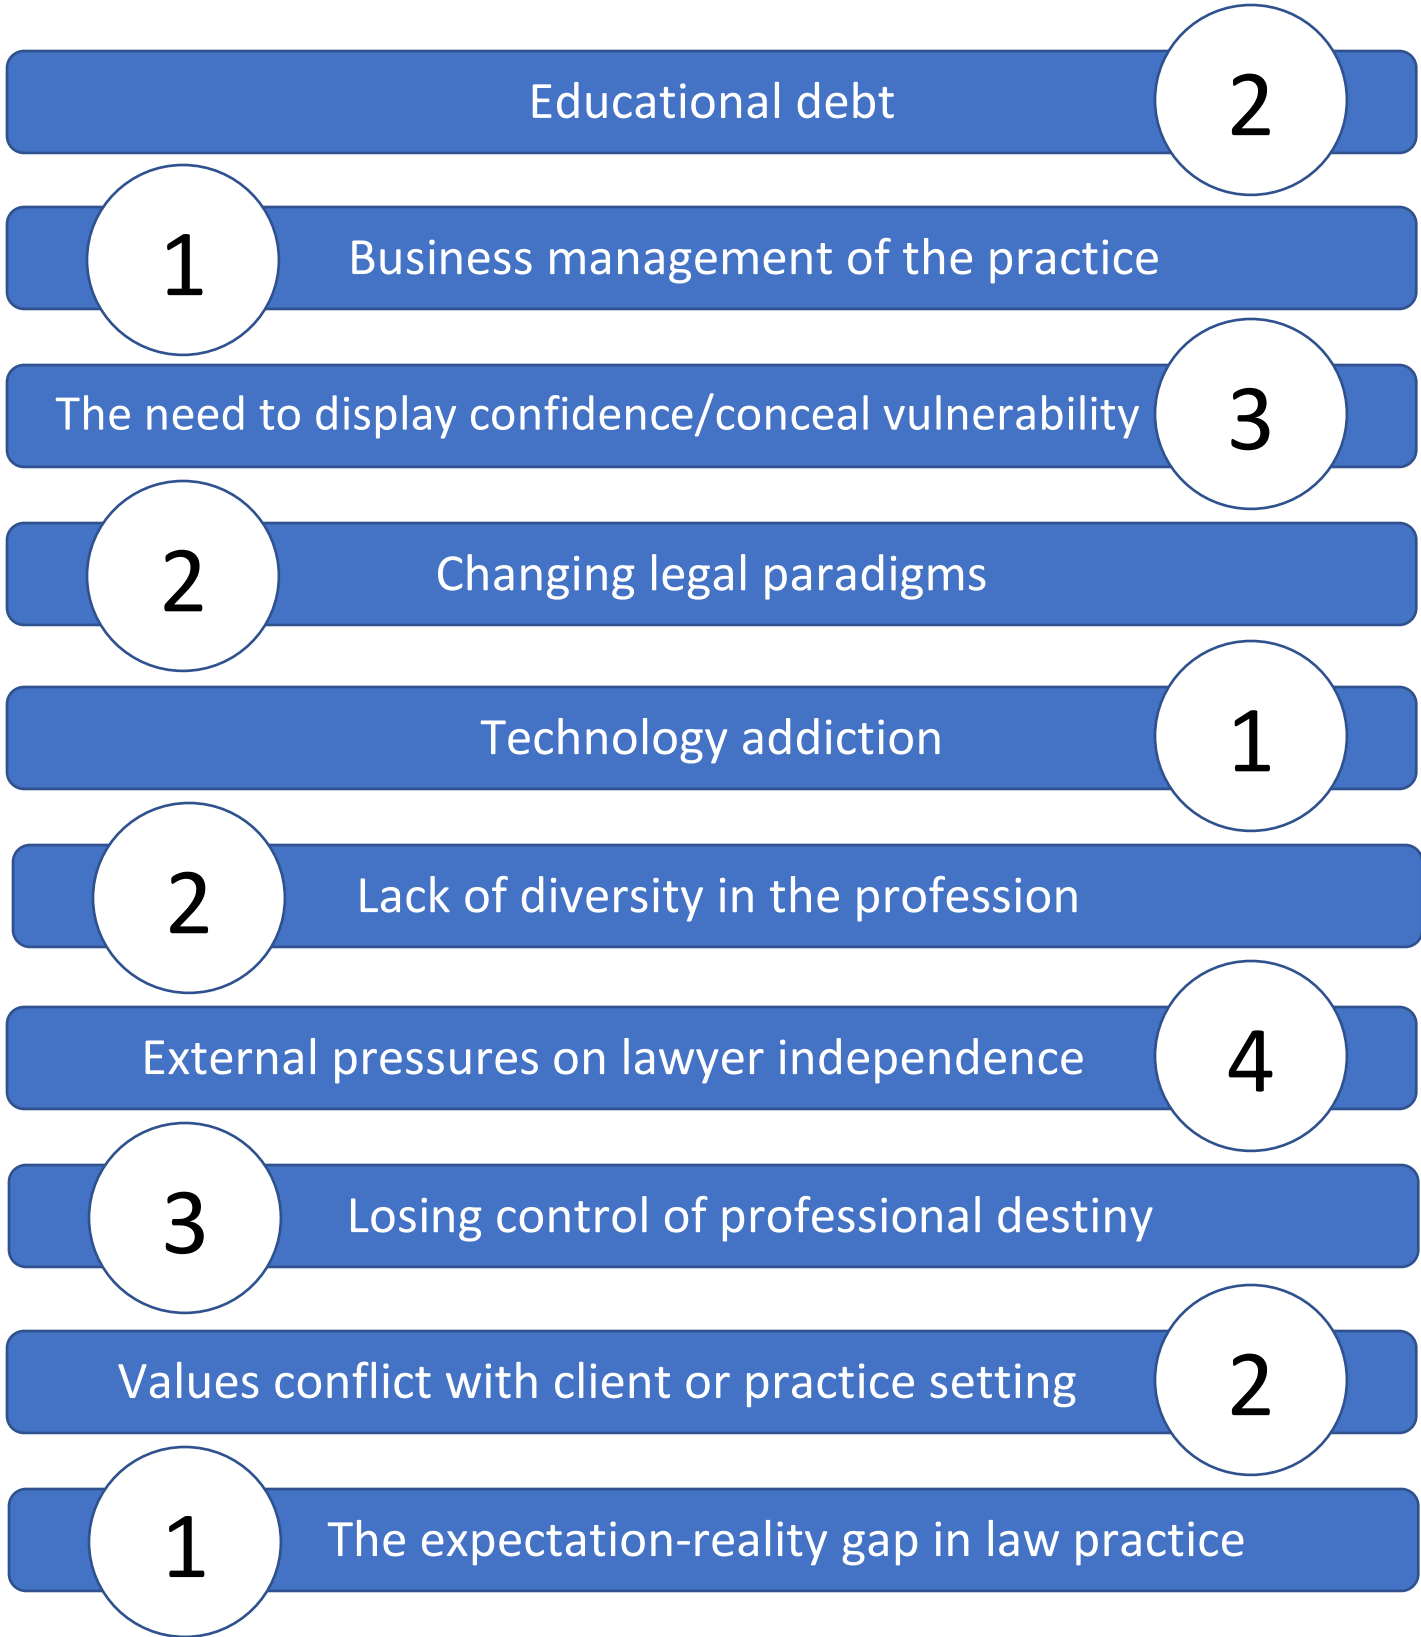 Educational debt 2
1 Business management of the practice
The need to display confidence/conceal vulnerability 3
2 Changing legal paradigms
Technology addiction 1
2 Lack of diversity in the profession
External pressures on lawyer independence 4
3 Losing control of professional destiny
Values conflict with client or practice setting 2
1 The expectation-reality gap in law practice